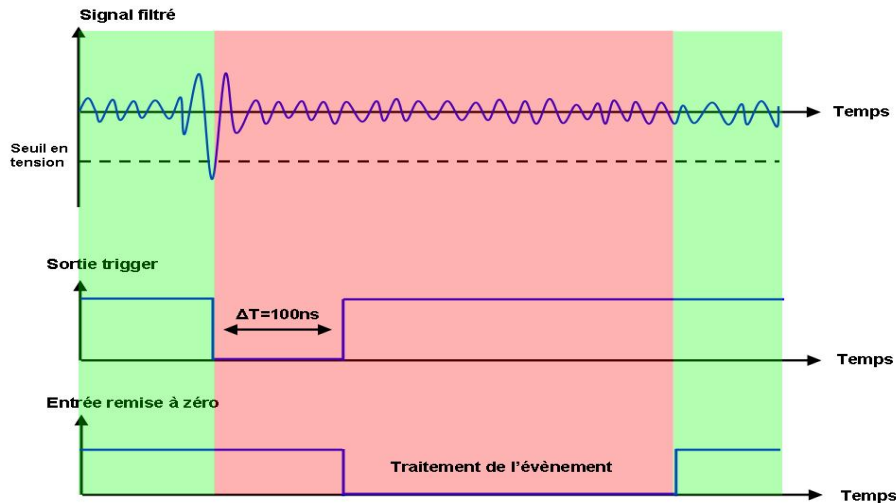 Signal filtré
Temps
Seuil en
tension
Sortie trigger
ΔT=100ns
Temps
Entrée remise à zéro
Traitement de l'évènement
Temps